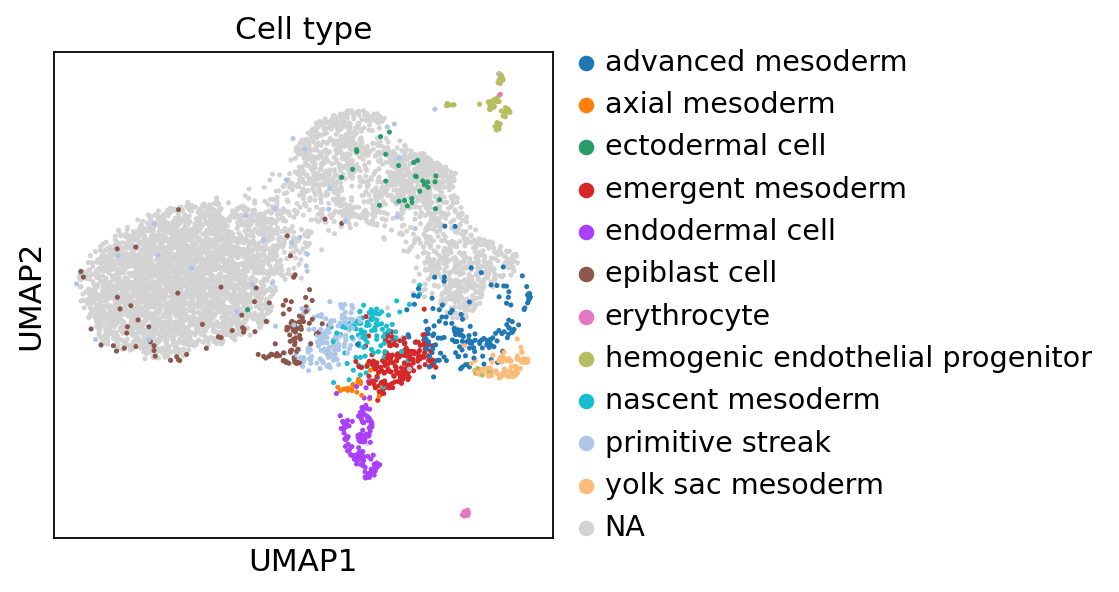 Cell type
UMAP2
UMAP1
advanced mesoderm
axial mesoderm
ectodermal cell
emergent mesoderm
endodermal cell
epiblast cell
erythrocyte
hemogenic endothelial progenitor
nascent mesoderm
primitive streak
yolk sac mesoderm
NA